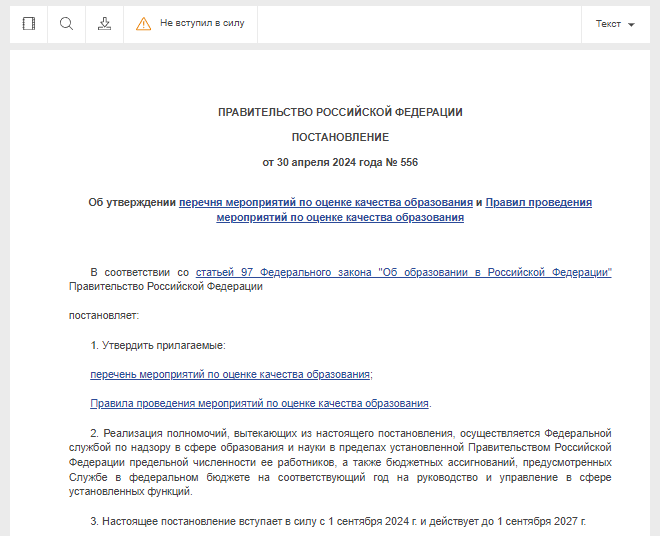 Не вступил в силу
Текст
ПРАВИТЕЛЬСТВО РОССИЙСКОЙ ФЕДЕРАЦИИ
ПОСТАНОВЛЕНИЕ
от 30 апреля 2024 года № 556
Об утверждении перечня мероприятий по оценке качества образования и Правил проведения
мероприятий по оценке качества образования
В соответствии со статьей 97 Федерального закона "Об образовании в Российской Федерации"
Правительство Российской Федерации
постановляет:
1. Утвердить прилагаемые:
перечень мероприятий по оценке качества образования;
Правила проведения мероприятий по оценке качества образования.
2. Реализация полномочий, вытекающих из настоящего постановления, осуществляется Федеральной
службой по надзору в сфере образования и науки в пределах установленной Правительством Российской
Федерации предельной численности ее работников, а также бюджетных ассигнований, предусмотренных
Службе в федеральном бюджете на соответствующий год на руководство и управление в сфере
установленных функций.
3. Настоящее постановление вступает в силу с 1 сентября 2024 г. и действует до 1 сентября 2027 г.